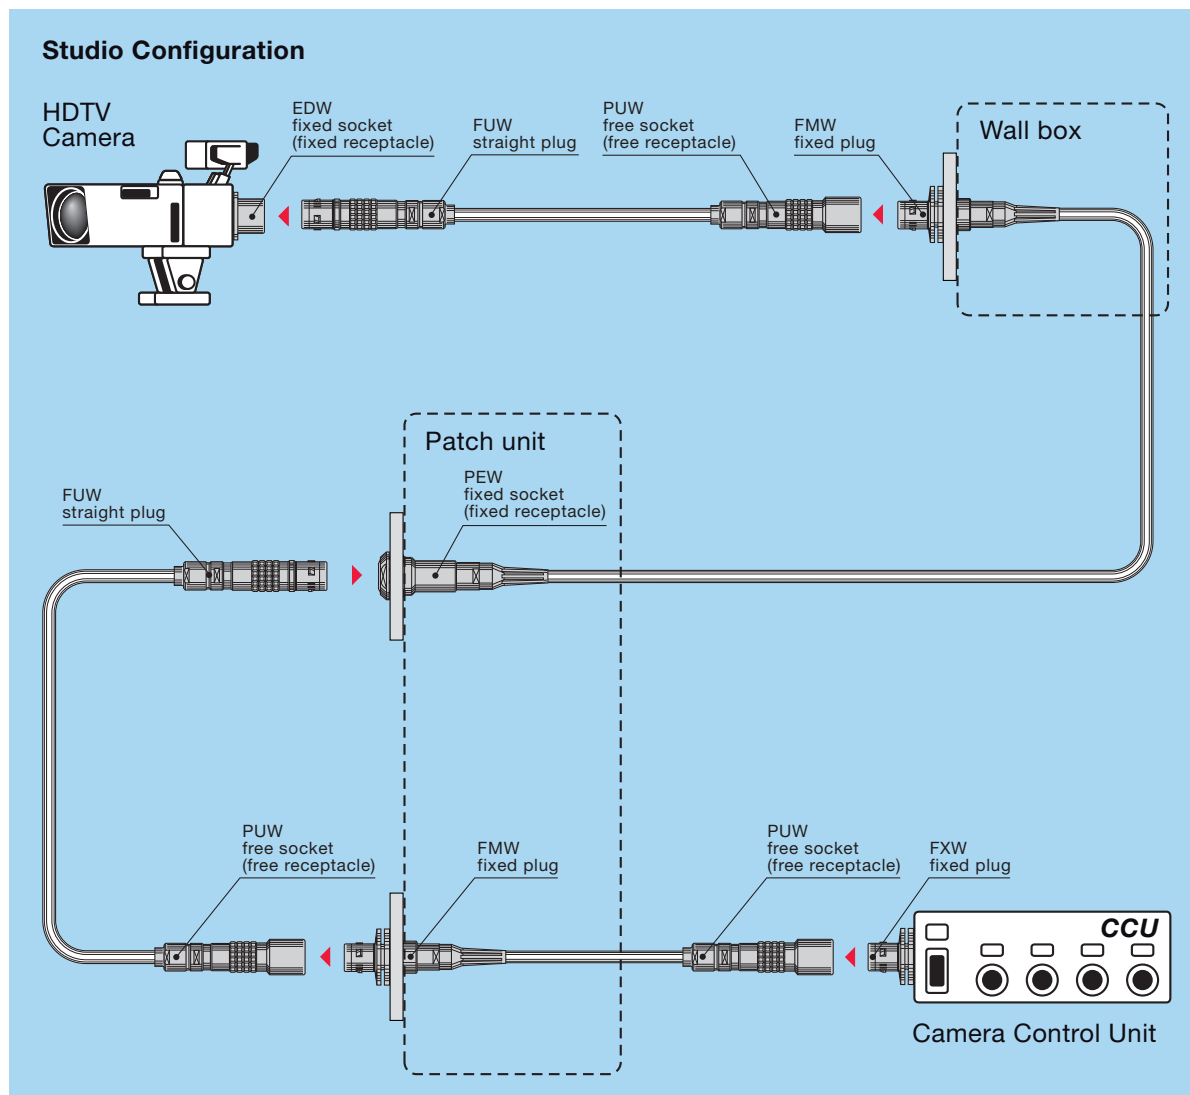 Studio Configuration
HDTV
Camera
EDW
fixed socket
(fixed receptacle)
FUW
straight plug
PUW
free socket
(free receptacle)
FMW
fixed plug
Wall box
Patch unit
PEW
fixed socket
(fixed receptacle)
FUW
straight plug
PUW
free socket
(free receptacle)
FMW
fixed plug
PUW
free socket
(free receptacle)
FXW
fixed plug
CCU
Camera Control Unit